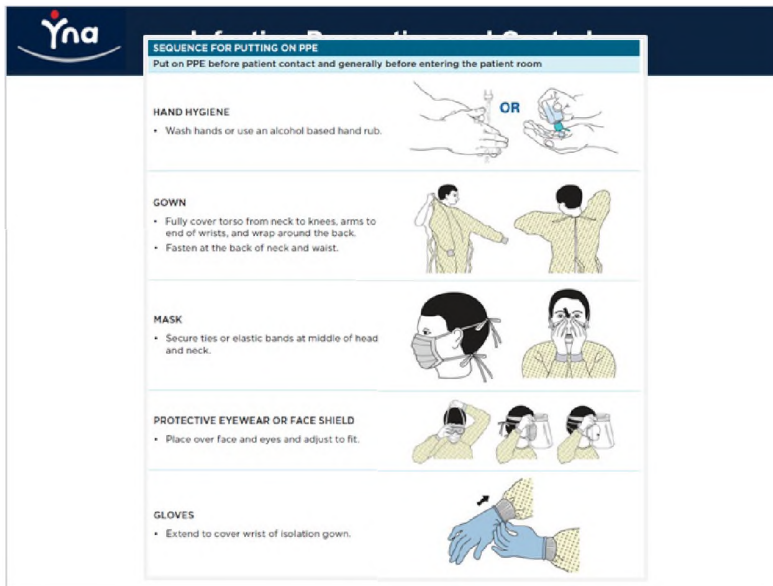 Yna
SEQUENCE FOR PUTTING ON PPE
Put on PPE before patient contact and generally before entering the patient room
HAND HYGIENE
• Wash hands or use an alcohol based hand rub.
OR
GOWN
• Fully cover torso from neck to knees, arms to
end of wrists, and wrap around the back.
• Fasten at the back of neck and waist.
MASK
• Secure ties or elastic bands at middle of head
and neck.
PROTECTIVE EYEWEAR OR FACE SHIELD
• Place over face and eyes and adjust to fit.
GLOVES
• Extend to cover wrist of isolation gown.